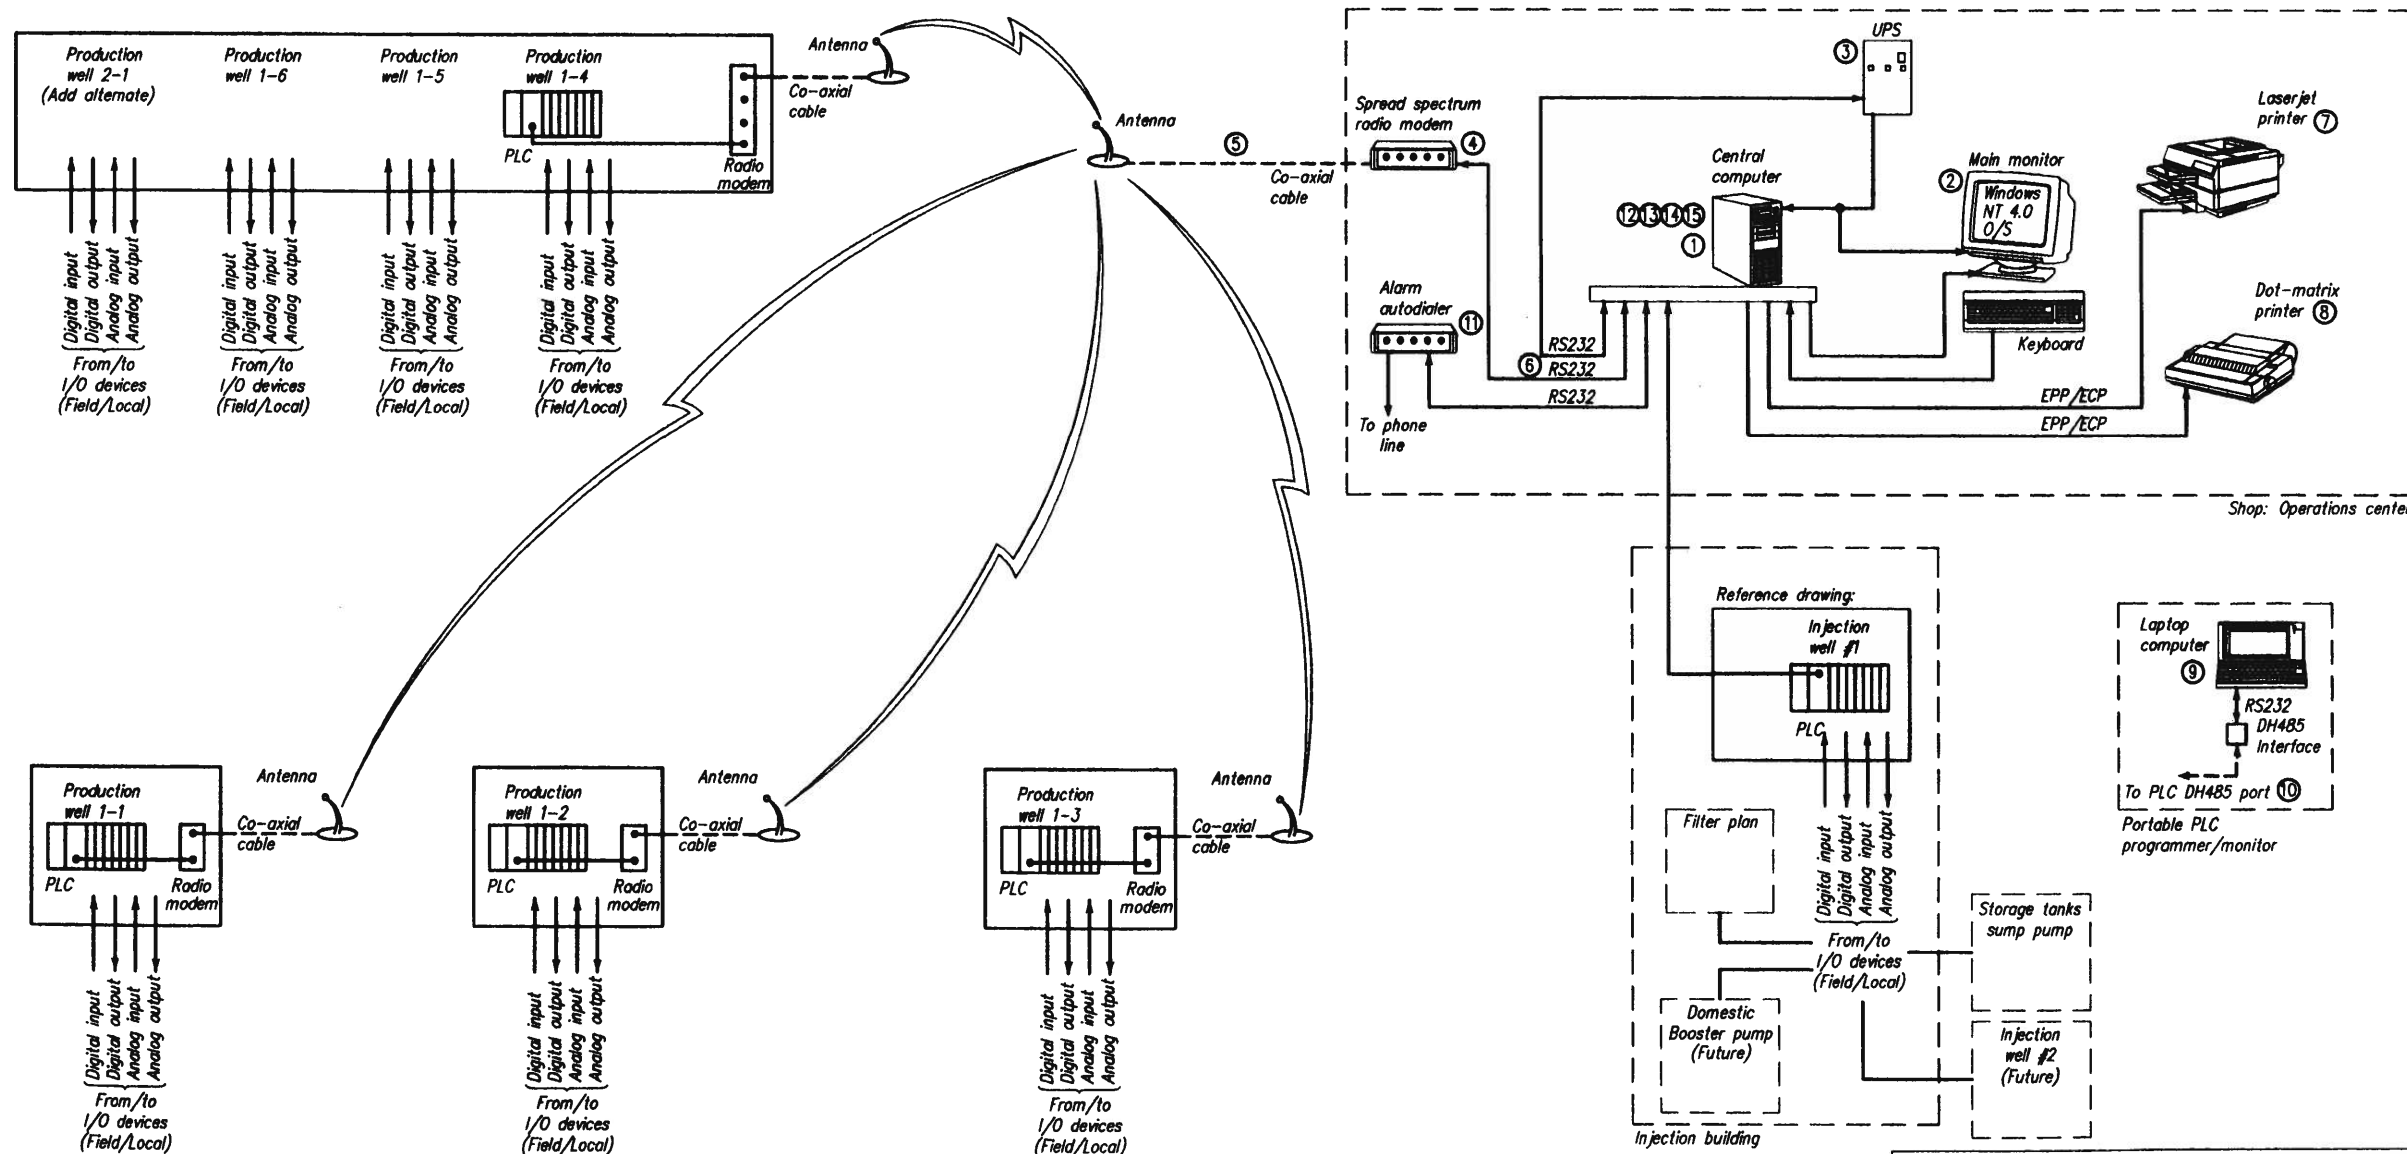 Production
well 2-1
(Add alternate)
Production
well 1-6
Production
well 1-5
Production
well 1-4
PLC
Radio
modem
Antenna
Co-axial
cable
Digital input
Digital output
Analog input
Analog output
From/to
I/O devices
(Field/Local)
Digital input
Digital output
Analog input
Analog output
From/to
I/O devices
(Field/Local)
Digital input
Digital output
Analog input
Analog output
From/to
I/O devices
(Field/Local)
Digital input
Digital output
Analog input
Analog output
From/to
I/O devices
(Field/Local)
Antenna
5
Co-axial
cable
Spread spectrum
radio modem
4
UPS
3
Central
computer
12 13 14 15
1
Main monitor
2
Windows
NT 4.0
O/S
Keyboard
Laserjet
printer 7
Dot-matrix
printer 8
Alarm
autodialer
11
To phone
line
RS232
6
RS232
RS232
EPP/ECP
EPP/ECP
Shop: Operations center
Production
well 1-1
PLC
Radio
modem
Antenna
Co-axial
cable
Digital input
Digital output
Analog input
Analog output
From/to
I/O devices
(Field/Local)
Production
well 1-2
PLC
Radio
modem
Antenna
Co-axial
cable
Digital input
Digital output
Analog input
Analog output
From/to
I/O devices
(Field/Local)
Production
well 1-3
PLC
Radio
modem
Antenna
Co-axial
cable
Digital input
Digital output
Analog input
Analog output
From/to
I/O devices
(Field/Local)
Reference drawing:
Injection
well #1
PLC
Digital input
Digital output
Analog input
Analog output
From/to
I/O devices
(Field/Local)
Filter plan
Domestic
Booster pump
(Future)
Injection building
Storage tanks
sump pump
Injection
well #2
(Future)
Laptop
computer
9
RS232
DH485
Interface
To PLC DH485 port 10
Portable PLC
programmer/monitor